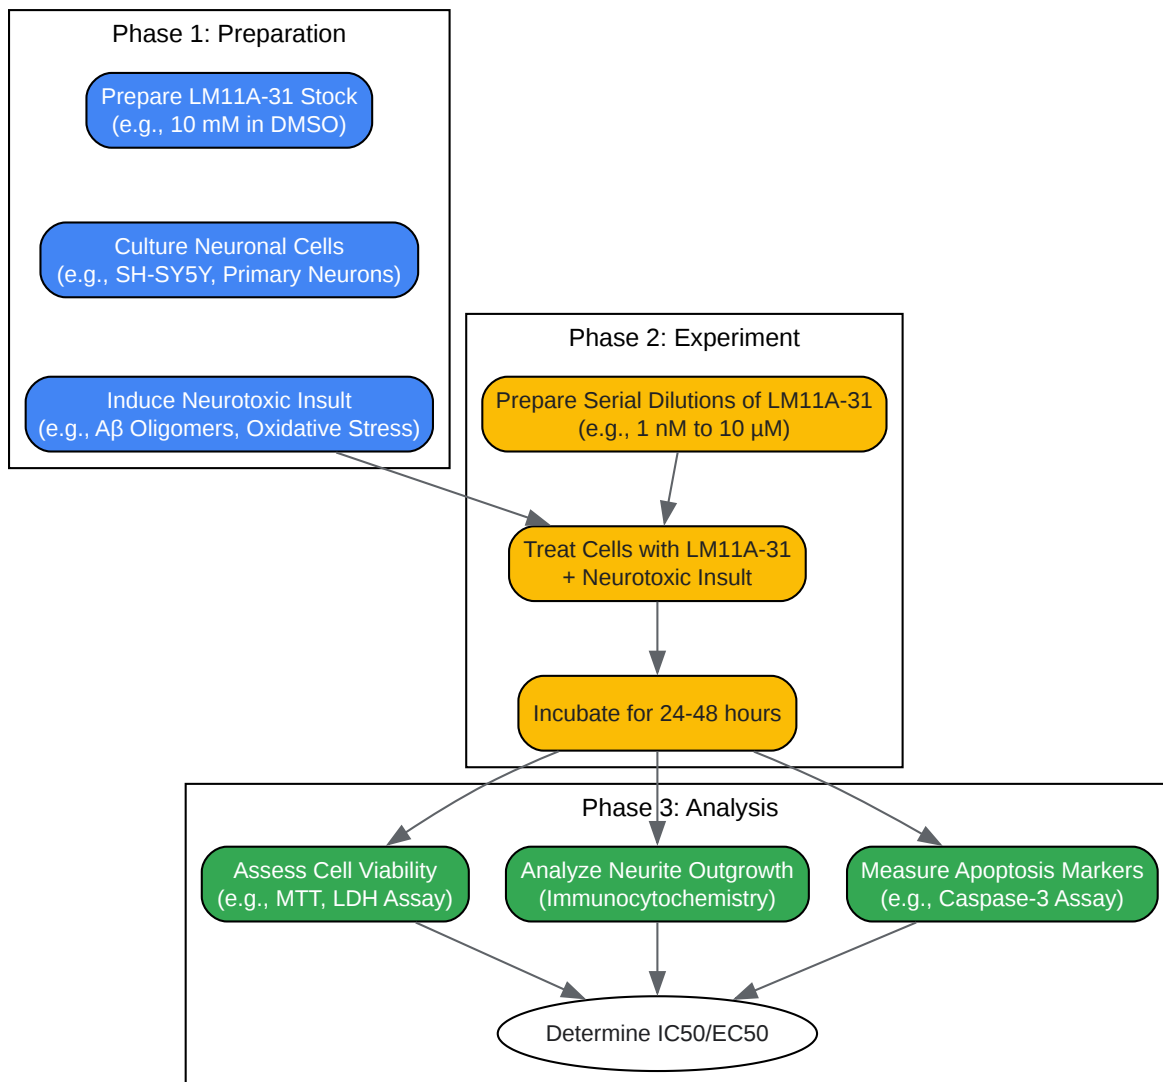 Phase 1: Preparation
Prepare LM11A-31 Stock
(e.g., 10 mM in DMSO)
Culture Neuronal Cells
(e.g., SH-SY5Y, Primary Neurons)
Induce Neurotoxic Insult
(e.g., Aβ Oligomers, Oxidative Stress)
Phase 2: Experiment
Prepare Serial Dilutions of LM11A-31
(e.g., 1 nM to 10 µM)
Treat Cells with LM11A-31
+ Neurotoxic Insult
Incubate for 24-48 hours
Phase 3: Analysis
Assess Cell Viability
(e.g., MTT, LDH Assay)
Analyze Neurite Outgrowth
(Immunocytochemistry)
Measure Apoptosis Markers
(e.g., Caspase-3 Assay)
Determine IC50/EC50